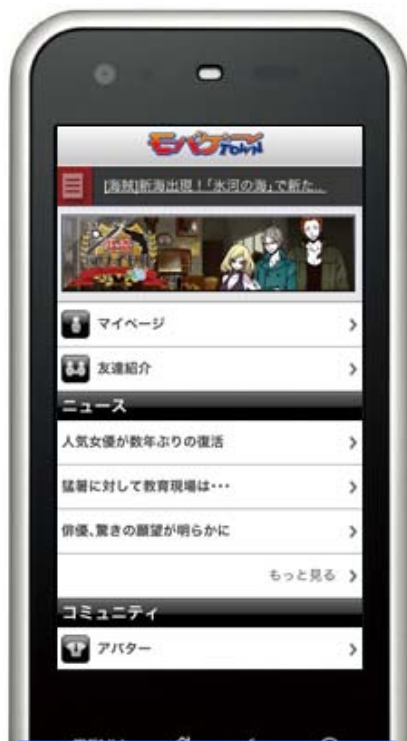 モバゲーTOWN
[海賊]新海出現！「氷河の海」で新た...
マイページ
友達紹介
ニュース
人気女優が数年ぶりの復活
猛暑に対して教育現場は・・・
俳優、驚きの願望が明らかに
もっと見る
コミュニティ
アバター